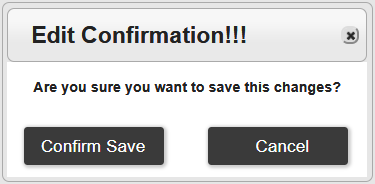 Edit Confirmation!!!
Are you sure you want to save this changes?
Confirm Save
Cancel